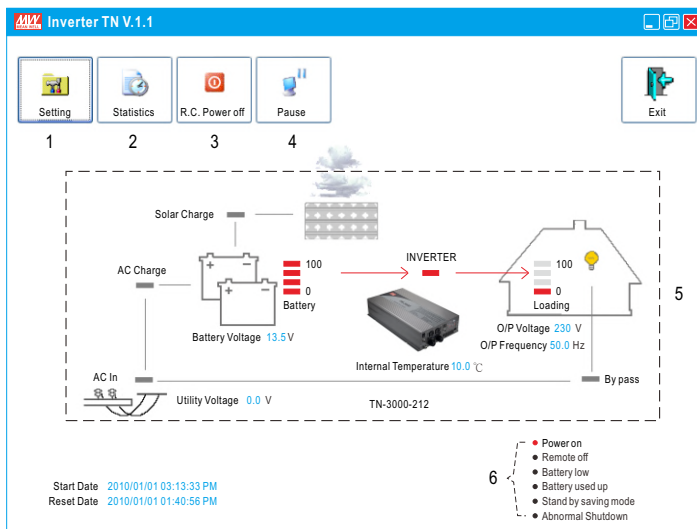 MW MEAN WELL Inverter TN V.1.1
Setting
Statistics
R.C. Power off
Pause
Exit
1
2
3
4
Solar Charge
AC Charge
100
0
Battery
INVERTER
100
0
Loading
5
Battery Voltage 13.5 V
O/P Voltage 230 V
O/P Frequency 50.0 Hz
Internal Temperature 10.0 ℃
AC In
By pass
Utility Voltage 0.0 V
TN-3000-212
6
Power on
Remote off
Battery low
Battery used up
Stand by saving mode
Abnormal Shutdown
Start Date 2010/01/01 03:13:33 PM
Reset Date 2010/01/01 01:40:56 PM